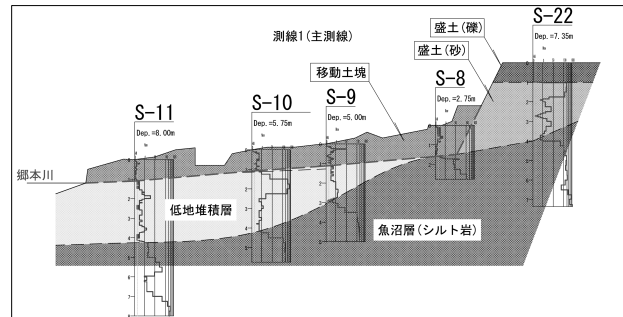 S-22
Dep.=7.35m
測線1(主測線)
盛土(礫)
盛土(砂)
移動土塊
S-8
Dep.=2.75m
S-9
Dep.=5.00m
S-10
Dep.=5.75m
S-11
Dep.=8.00m
郷本川
低地堆積層
魚沼層(シルト岩)